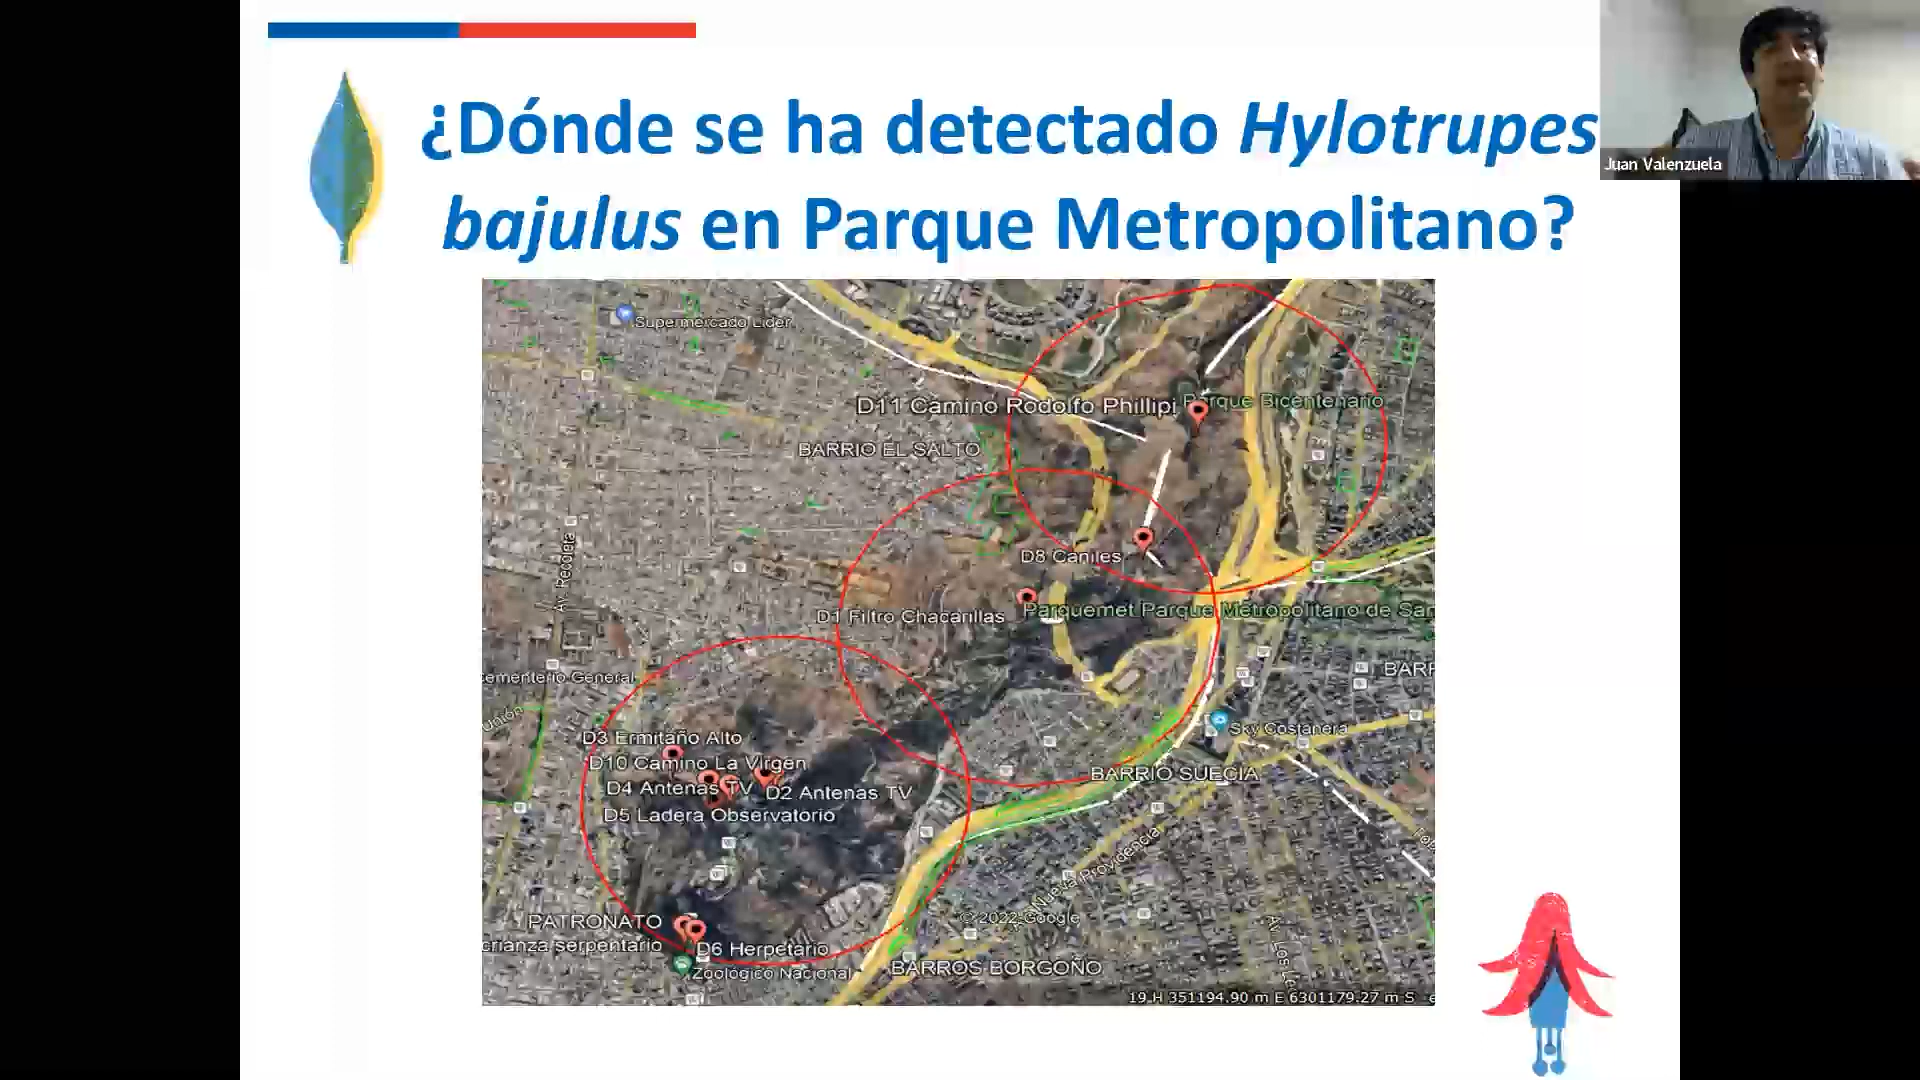 ¿Dónde se ha detectado Hylotrupes
bajulus en Parque Metropolitano?
Juan Valenzuela
Supermercado Lider
D11 Camino Rodolfo Phillipi
Parque Bicentenario
BARRIO EL SALTO
D8 Caniles
Av. Recoleta
D1 Filtro Chacarillas
Parquemet Parque Metropolitano de San
Cementerio General
BARR
Unión
Sky Costanera
D3 Ermitaño Alto
D10 Camino La Virgen
D4 Antenas TV
D2 Antenas TV
BARRIO SUECIA
D5 Ladera Observatorio
Nueva Providencia
© 2022 Google
PATRONATO
crianza serpentario
D6 Herpetario
Zoológico Nacional
BARROS BORGOÑO
Av. Los Le
19 H 351194.90 m E 6301179.27 m S